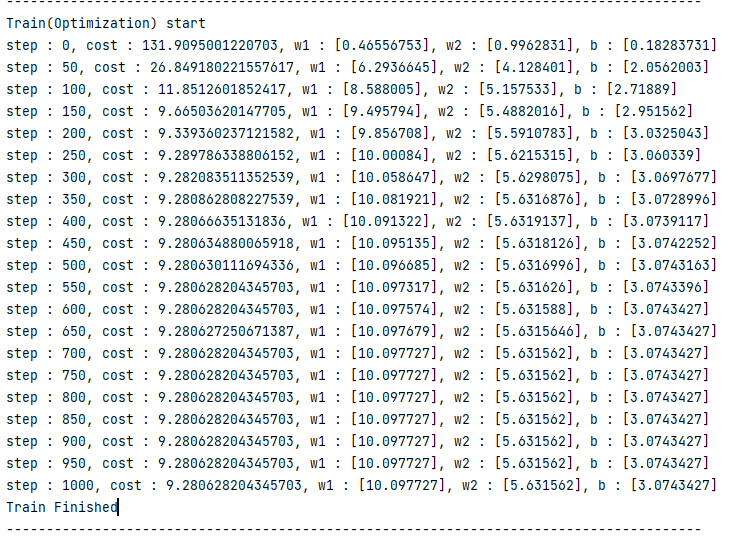 ----------------------------------------------------------------------------------------
Train(Optimization) start
step : 0, cost : 131.9095001220703, w1 : [0.46556753], w2 : [0.9962831], b : [0.18283731]
step : 50, cost : 26.849180221557617, w1 : [6.2936645], w2 : [4.128401], b : [2.0562003]
step : 100, cost : 11.8512601852417, w1 : [8.588005], w2 : [5.157533], b : [2.71889]
step : 150, cost : 9.66503620147705, w1 : [9.495794], w2 : [5.4882016], b : [2.951562]
step : 200, cost : 9.339360237121582, w1 : [9.856708], w2 : [5.5910783], b : [3.0325043]
step : 250, cost : 9.289786338806152, w1 : [10.00084], w2 : [5.6215315], b : [3.060339]
step : 300, cost : 9.282083511352539, w1 : [10.058647], w2 : [5.6298075], b : [3.0697677]
step : 350, cost : 9.280862808227539, w1 : [10.081921], w2 : [5.6316876], b : [3.0728996]
step : 400, cost : 9.28066635131836, w1 : [10.091322], w2 : [5.6319137], b : [3.0739117]
step : 450, cost : 9.280634880065918, w1 : [10.095135], w2 : [5.6318126], b : [3.0742252]
step : 500, cost : 9.280630111694336, w1 : [10.096685], w2 : [5.6316996], b : [3.0743163]
step : 550, cost : 9.280628204345703, w1 : [10.097317], w2 : [5.631626], b : [3.0743396]
step : 600, cost : 9.280628204345703, w1 : [10.097574], w2 : [5.631588], b : [3.0743427]
step : 650, cost : 9.280627250671387, w1 : [10.097679], w2 : [5.6315646], b : [3.0743427]
step : 700, cost : 9.280628204345703, w1 : [10.097727], w2 : [5.631562], b : [3.0743427]
step : 750, cost : 9.280628204345703, w1 : [10.097727], w2 : [5.631562], b : [3.0743427]
step : 800, cost : 9.280628204345703, w1 : [10.097727], w2 : [5.631562], b : [3.0743427]
step : 850, cost : 9.280628204345703, w1 : [10.097727], w2 : [5.631562], b : [3.0743427]
step : 900, cost : 9.280628204345703, w1 : [10.097727], w2 : [5.631562], b : [3.0743427]
step : 950, cost : 9.280628204345703, w1 : [10.097727], w2 : [5.631562], b : [3.0743427]
step : 1000, cost : 9.280628204345703, w1 : [10.097727], w2 : [5.631562], b : [3.0743427]
Train Finished
----------------------------------------------------------------------------------------